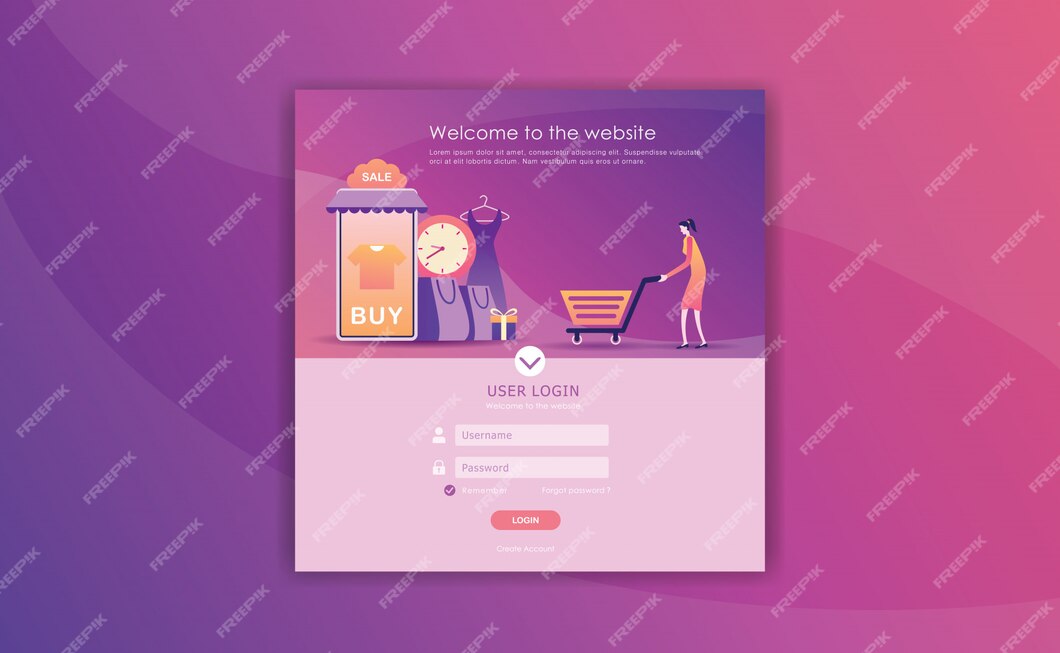 Welcome to the website
Lorem ipsum dolor sit amet, consectetur adipiscing elit. Suspendisse vulputate
orci at elit lobortis dictum. Nam vestibulum quis eros ut ornare.
SALE
BUY
USER LOGIN
Welcome to the website
Username
Password
Remember
Forgot password ?
LOGIN
Create Account
FREEPIK